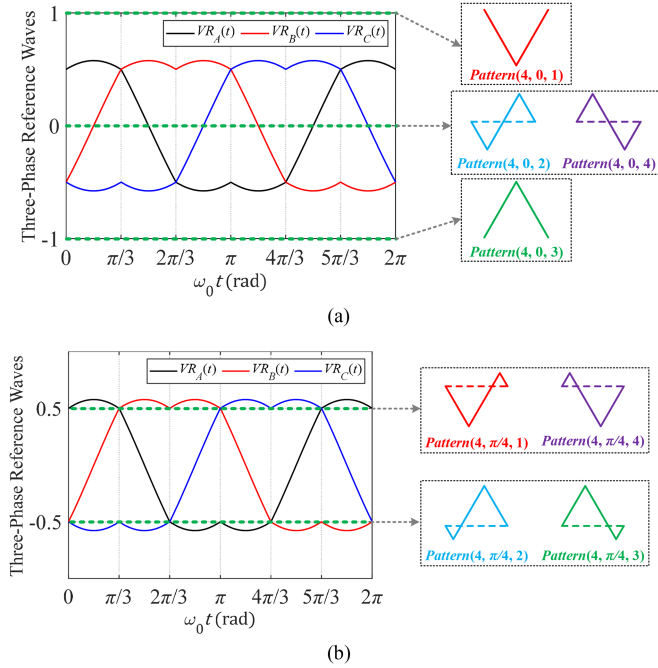 Three-Phase Reference Waves
1
0
-1
VR_A(t) VR_B(t) VR_C(t)
0 π/3 2π/3 π 4π/3 5π/3 2π
ω₀t (rad)
Pattern(4, 0, 1)
Pattern(4, 0, 2) Pattern(4, 0, 4)
Pattern(4, 0, 3)
(a)
Three-Phase Reference Waves
0.5
-0.5
VR_A(t) VR_B(t) VR_C(t)
0 π/3 2π/3 π 4π/3 5π/3 2π
ω₀t (rad)
Pattern(4, π/4, 1) Pattern(4, π/4, 4)
Pattern(4, π/4, 2) Pattern(4, π/4, 3)
(b)